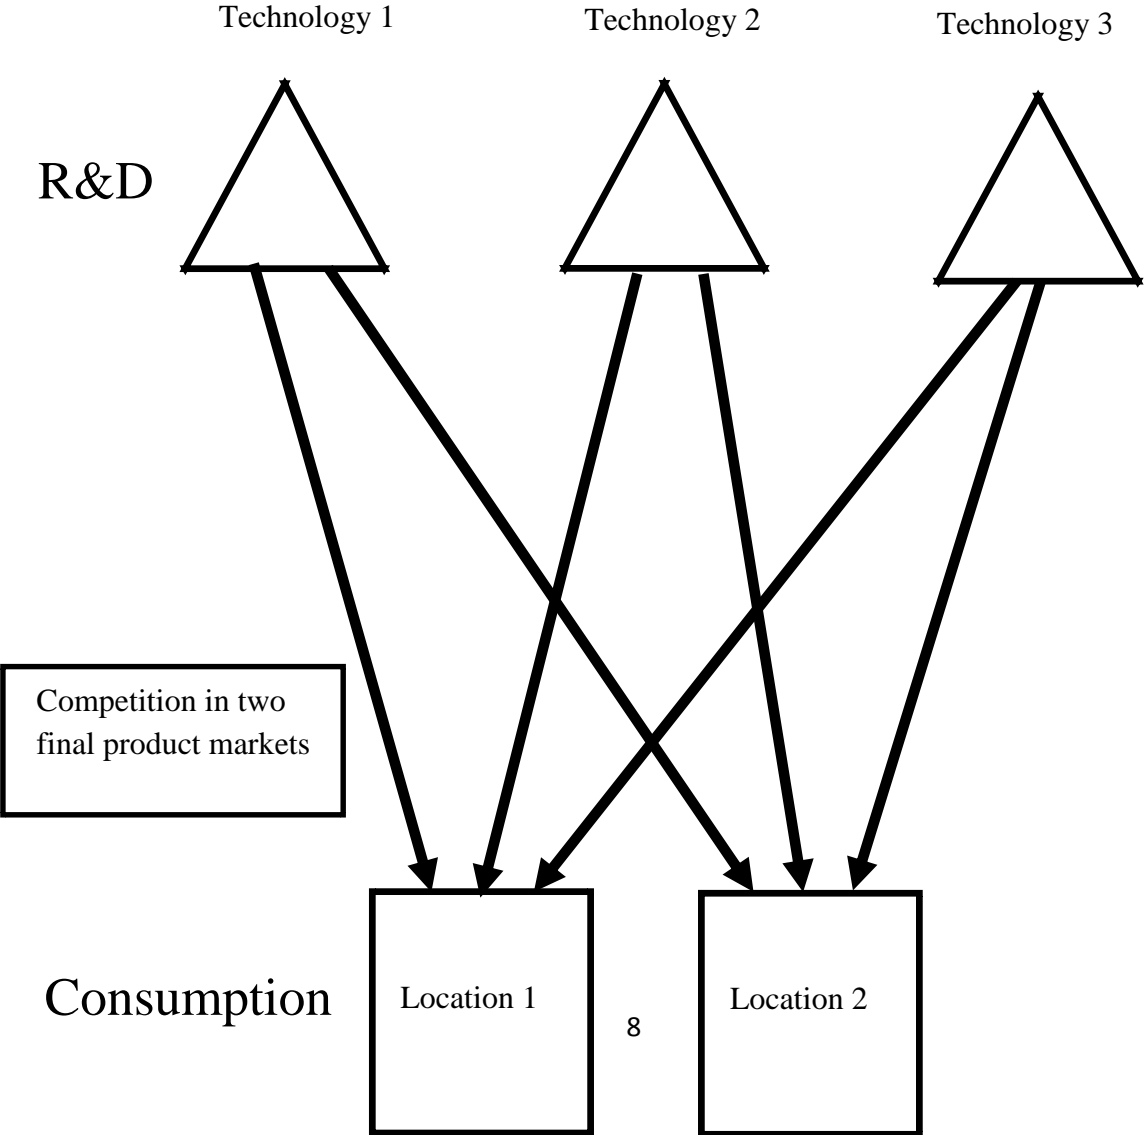 Technology 1
Technology 2
Technology 3
R&D
Competition in two
final product markets
Consumption
Location 1
8
Location 2